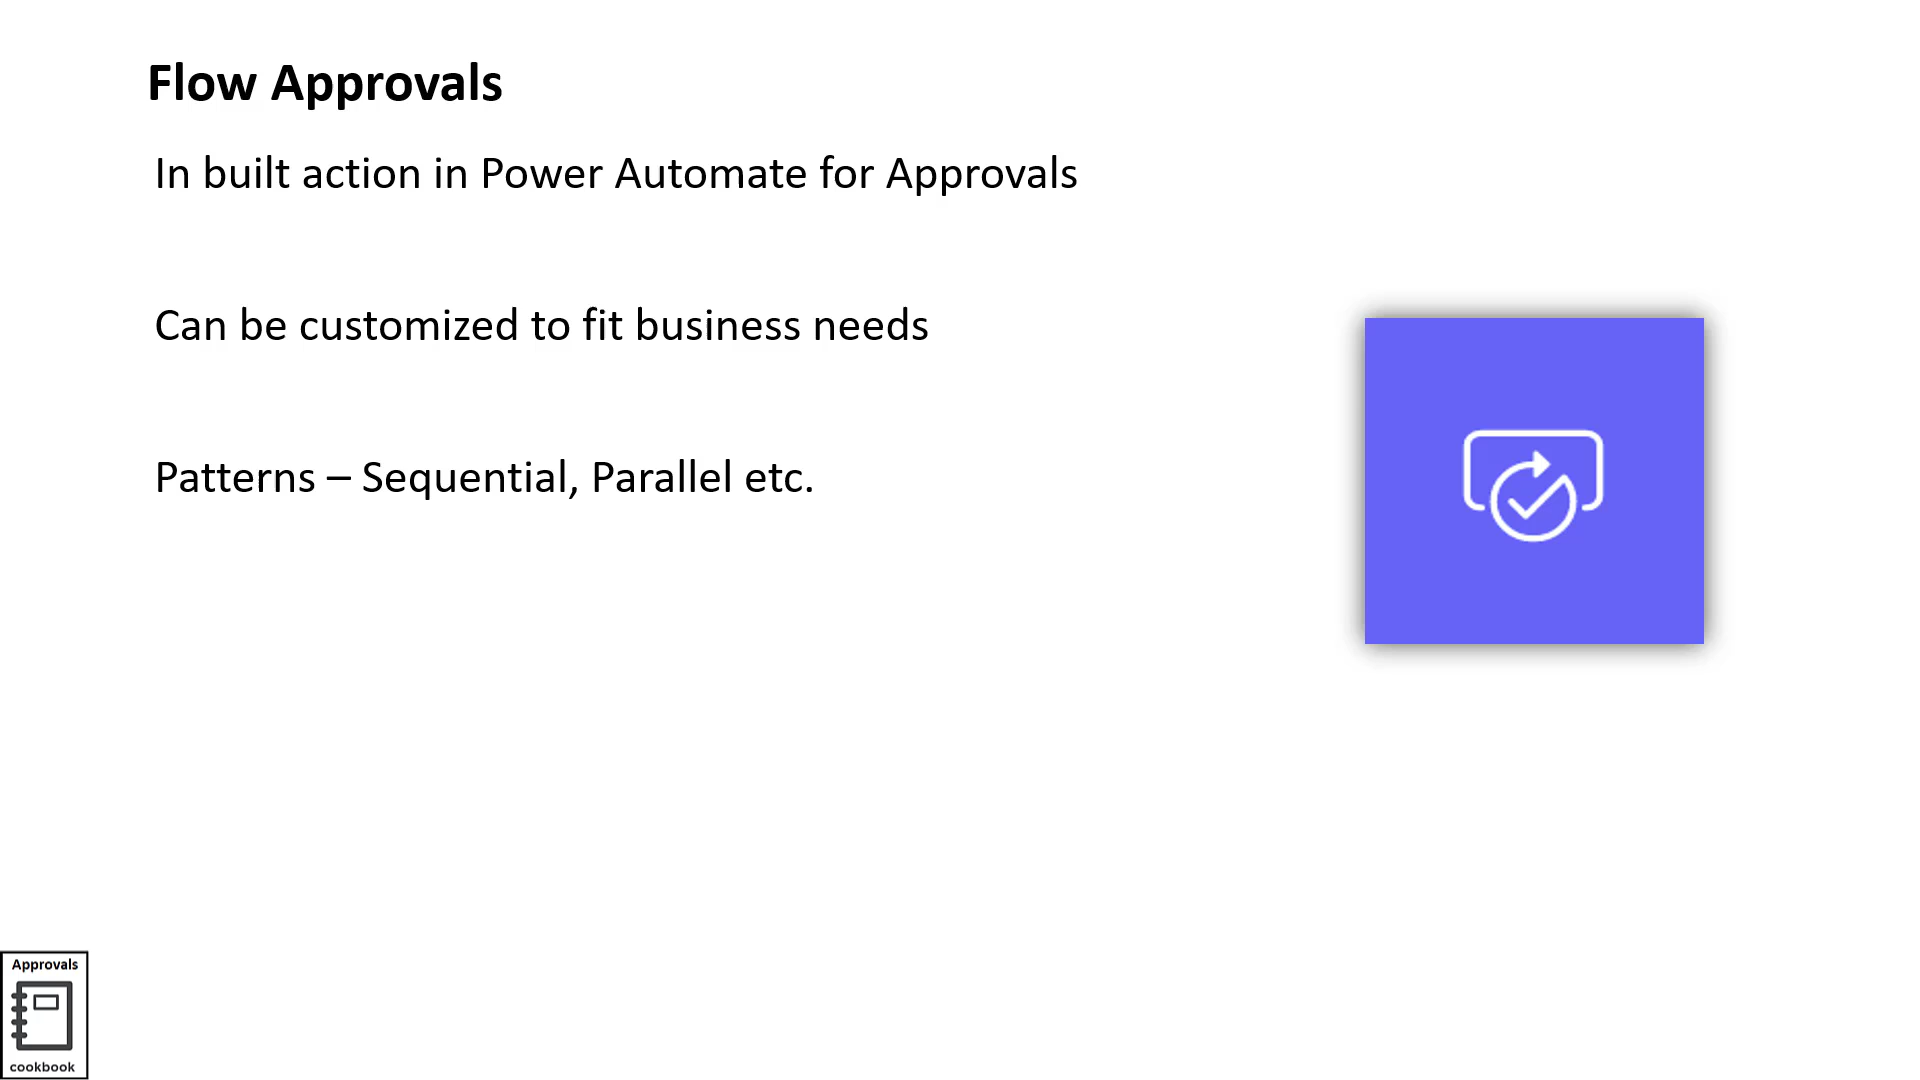 Flow Approvals
In built action in Power Automate for Approvals
Can be customized to fit business needs
Patterns – Sequential, Parallel etc.
Approvals
cookbook